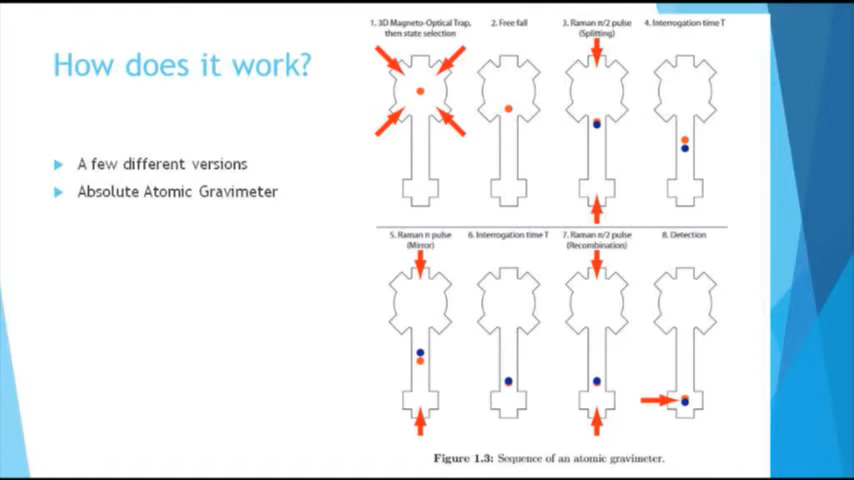 How does it work?
A few different versions
Absolute Atomic Gravimeter
1. 3D Magneto-Optical Trap,
then state selection
2. Free fall
3. Raman π/2 pulse
(Splitting)
4. Interrogation time T
5. Raman π pulse
(Mirror)
6. Interrogation time T
7. Raman π/2 pulse
(Recombination)
8. Detection
Figure 1.3: Sequence of an atomic gravimeter.